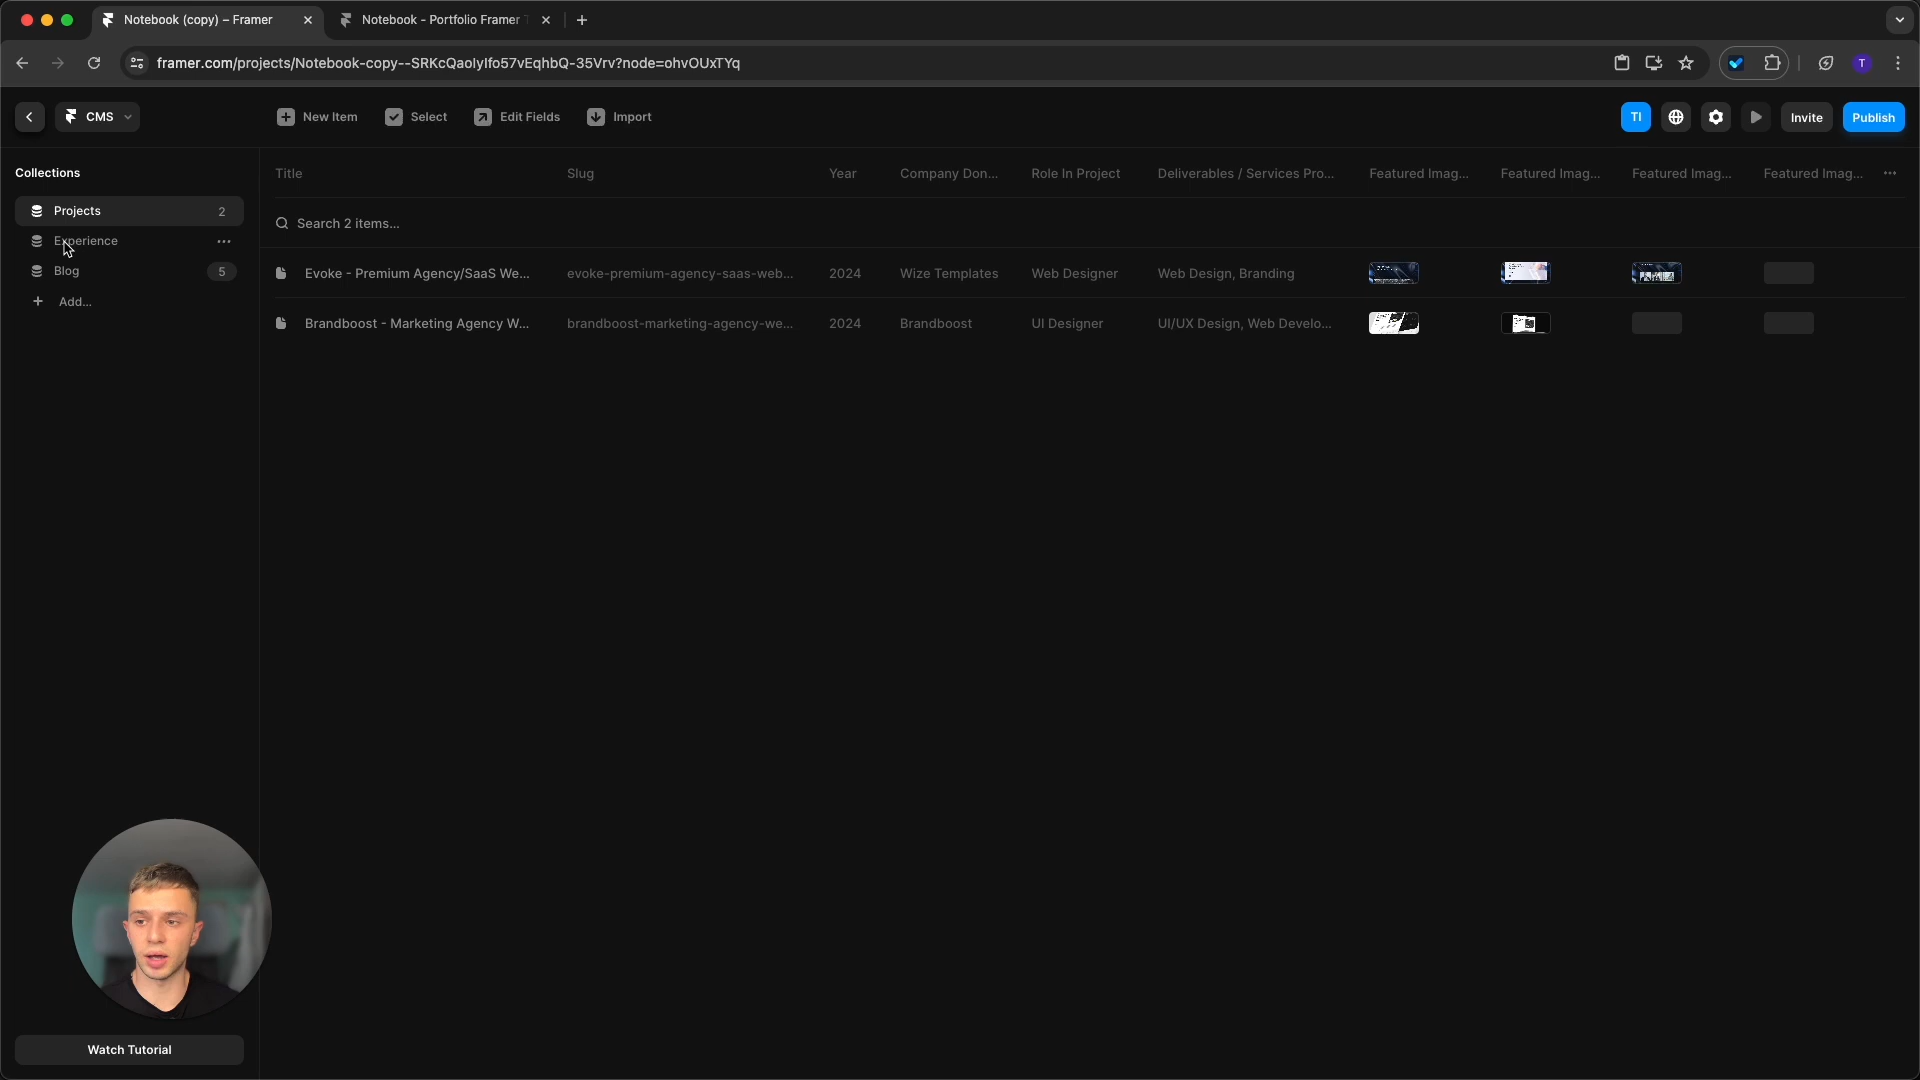 Notebook (copy) – Framer
Notebook - Portfolio Framer
framer.com/projects/Notebook-copy--SRKcQaolyIfo57vEqhbQ-35Vrv?node=ohvOUxTYq
T
CMS
New Item
Select
Edit Fields
Import
TI
Invite
Publish
Collections
Projects 2
Experience
Blog 5
Add...
Title Slug Year Company Don... Role In Project Deliverables / Services Pro... Featured Imag... Featured Imag... Featured Imag... Featured Imag...
Search 2 items...
Evoke - Premium Agency/SaaS We... evoke-premium-agency-saas-web... 2024 Wize Templates Web Designer Web Design, Branding
Brandboost - Marketing Agency W... brandboost-marketing-agency-we... 2024 Brandboost UI Designer UI/UX Design, Web Develo...
Watch Tutorial